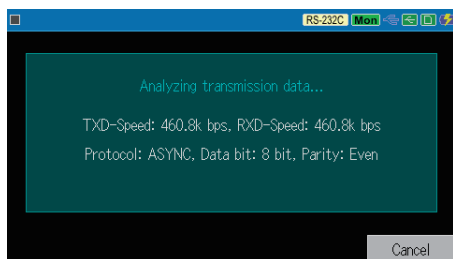 RS-232C Mon
Analyzing transmission data...
TXD-Speed: 460.8k bps, RXD-Speed: 460.8k bps
Protocol: ASYNC, Data bit: 8 bit, Parity: Even
Cancel